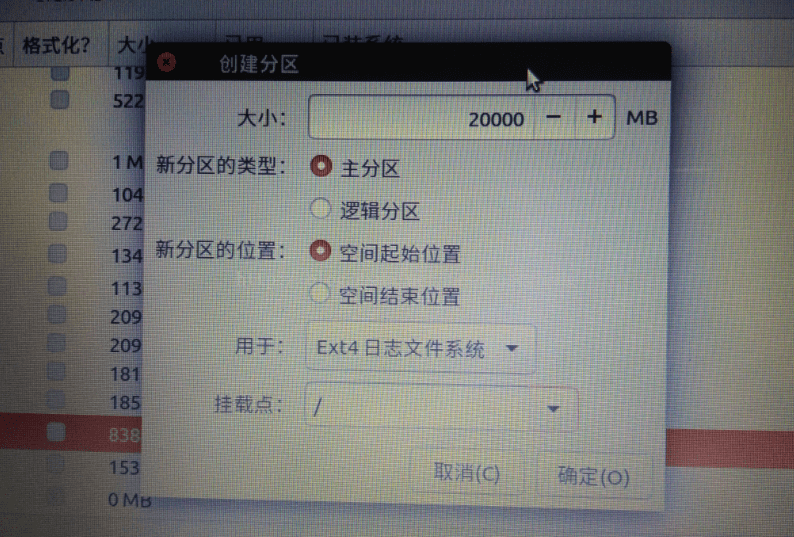 格式化？ 大小
创建分区
119
522
大小： 20000 − + MB
1 M
新分区的类型： 主分区
104
逻辑分区
272
新分区的位置： 空间起始位置
134
113
空间结束位置
209
209
用于： Ext4 日志文件系统
181
185
挂载点： /
838
153
取消(C) 确定(O)
0 MB